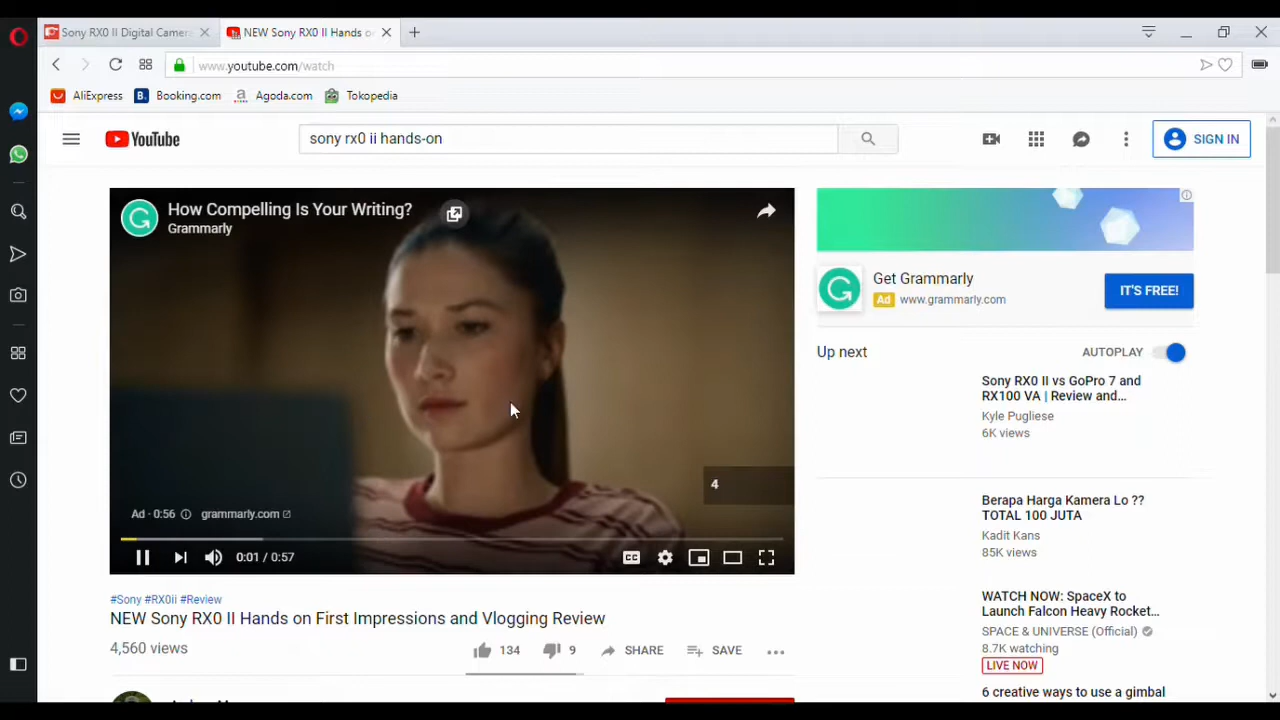 Sony RX0 II Digital Camera
NEW Sony RX0 II Hands o
www.youtube.com/watch
AliExpress
B. Booking.com
a Agoda.com
Tokopedia
YouTube
sony rx0 ii hands-on
SIGN IN
G How Compelling Is Your Writing?
Grammarly
4
Ad · 0:56
grammarly.com
0:01 / 0:57
CC
G Get Grammarly
Ad www.grammarly.com
IT'S FREE!
Up next
AUTOPLAY
Sony RX0 II vs GoPro 7 and
RX100 VA | Review and...
Kyle Pugliese
6K views
Berapa Harga Kamera Lo ??
TOTAL 100 JUTA
Kadit Kans
85K views
WATCH NOW: SpaceX to
Launch Falcon Heavy Rocket...
SPACE & UNIVERSE (Official)
8.7K watching
LIVE NOW
6 creative ways to use a gimbal
#Sony #RX0ii #Review
NEW Sony RX0 II Hands on First Impressions and Vlogging Review
4,560 views
134
9
SHARE
SAVE